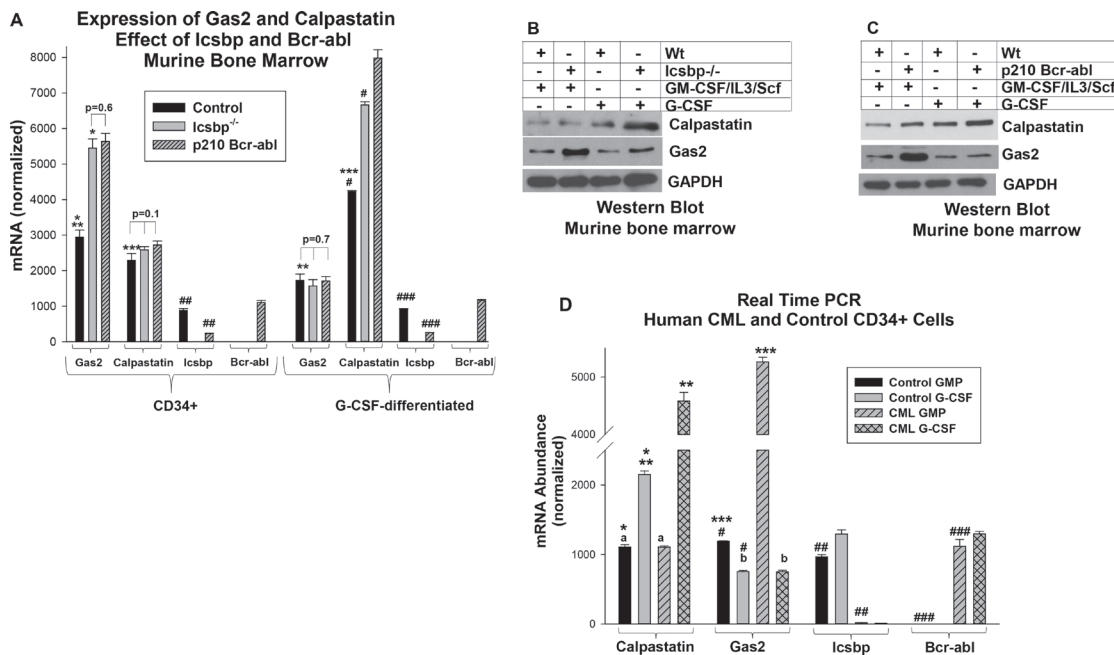 A
Expression of Gas2 and Calpastatin
Effect of Icsbp and Bcr-abl
Murine Bone Marrow
Control
Icsbp-/-
p210 Bcr-abl
mRNA (normalized)
8000
7000
6000
5000
4000
3000
2000
1000
0
p=0.6
*
*
**
p=0.1
***
##
##
p=0.7
**
***
#
#
###
###
Gas2 Calpastatin Icsbp Bcr-abl Gas2 Calpastatin Icsbp Bcr-abl
CD34+ G-CSF-differentiated
B
+ - + - Wt
- + - + Icsbp-/-
+ + - - GM-CSF/IL3/Scf
- - + + G-CSF
Calpastatin
Gas2
GAPDH
Western Blot
Murine bone marrow
C
+ - + - Wt
- + - + p210 Bcr-abl
+ + - - GM-CSF/IL3/Scf
- - + + G-CSF
Calpastatin
Gas2
GAPDH
Western Blot
Murine bone marrow
D
Real Time PCR
Human CML and Control CD34+ Cells
Control GMP
Control G-CSF
CML GMP
CML G-CSF
mRNA Abundance
(normalized)
5000
4000
2000
1000
0
*
a
*
**
a
**
***
#
#
b
***
b
##
##
###
###
Calpastatin Gas2 Icsbp Bcr-abl